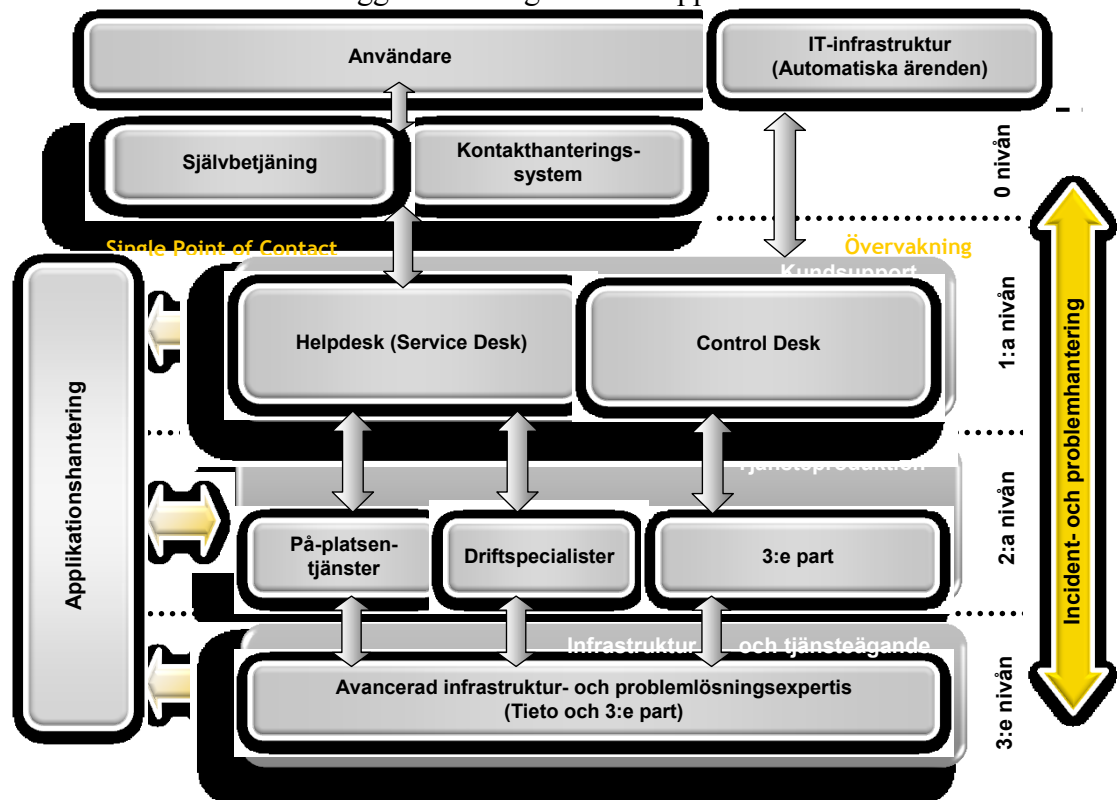 Användare
IT-infrastruktur
(Automatiska ärenden)
Självbetjäning
Kontakthanterings-
system
0 nivån
Single Point of Contact
Övervakning
Kundsupport
Helpdesk (Service Desk)
Control Desk
1:a nivån
Applikationshantering
Incident- och problemhantering
Tjänsteproduktion
På-platsen-
tjänster
Driftspecialister
3:e part
2:a nivån
Infrastruktur och tjänsteägande
Avancerad infrastruktur- och problemlösningsexpertis
(Tieto och 3:e part)
3:e nivån